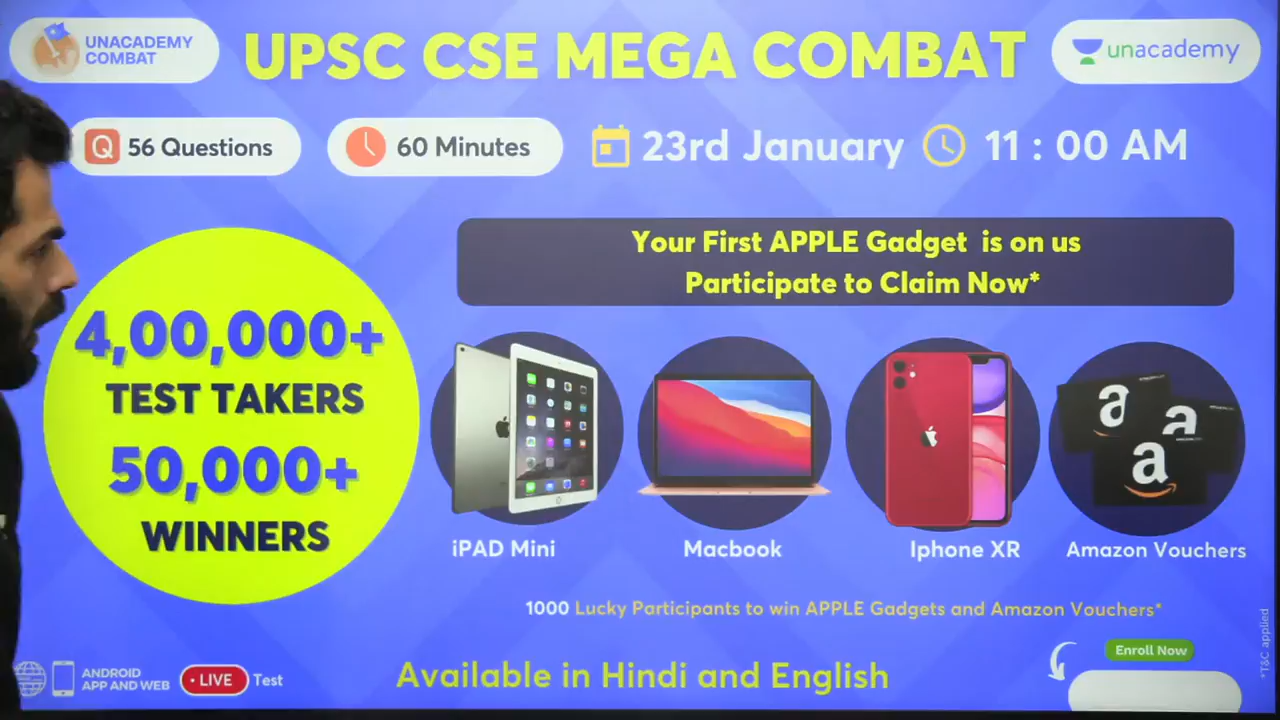 UNACADEMY
COMBAT
UPSC CSE MEGA COMBAT
unacademy
Q 56 Questions
60 Minutes
23rd January
11 : 00 AM
Your First APPLE Gadget is on us
Participate to Claim Now*
4,00,000+
TEST TAKERS
50,000+
WINNERS
iPAD Mini
Macbook
Iphone XR
Amazon Vouchers
a
a
a
1000 Lucky Participants to win APPLE Gadgets and Amazon Vouchers*
*T&C applied
ANDROID
APP AND WEB
• LIVE Test
Available in Hindi and English
Enroll Now